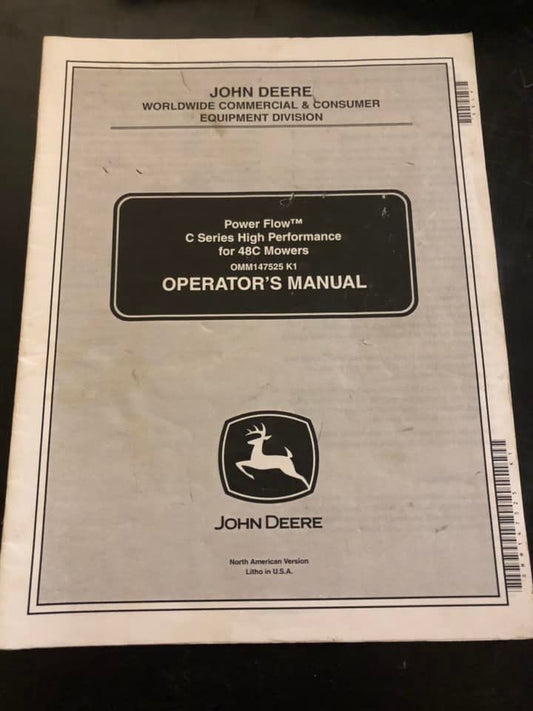 JOHN DEERE
WORLDWIDE COMMERCIAL & CONSUMER
EQUIPMENT DIVISION
Power Flow™
C Series High Performance
for 48C Mowers
OMM147525 K1
OPERATOR'S MANUAL
JOHN DEERE
North American Version
Litho in U.S.A.